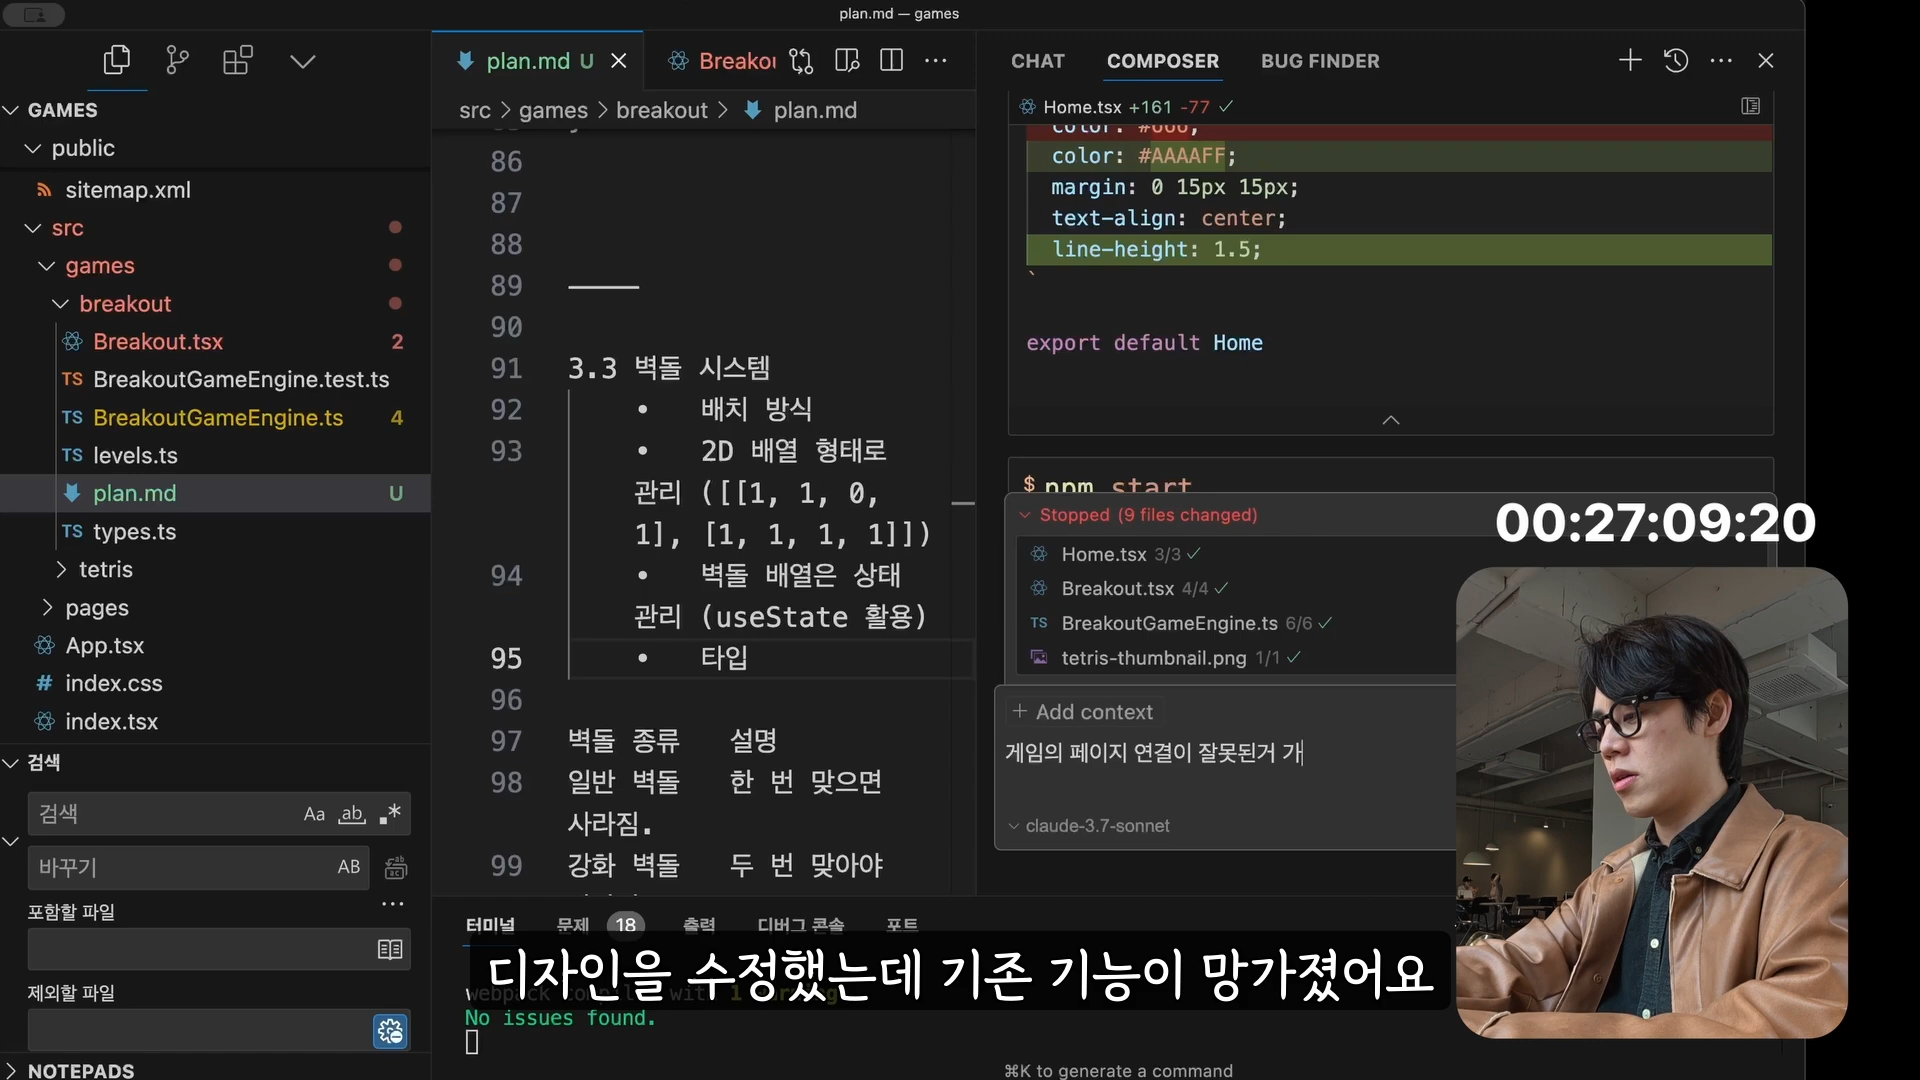 plan.md — games
GAMES
public
sitemap.xml
src
games
breakout
Breakout.tsx 2
TS BreakoutGameEngine.test.ts
TS BreakoutGameEngine.ts 4
TS levels.ts
plan.md U
TS types.ts
tetris
pages
App.tsx
# index.css
index.tsx
검색
검색 Aa ab
바꾸기 AB
포함할 파일 ...
제외할 파일
NOTEPADS
plan.md U
Breakou
src > games > breakout > plan.md
86
87
88
89
90
91 3.3 벽돌 시스템
92 • 배치 방식
93 • 2D 배열 형태로
관리 ([[1, 1, 0,
1], [1, 1, 1, 1]])
94 • 벽돌 배열은 상태
관리 (useState 활용)
95 • 타입
96
97 벽돌 종류 설명
98 일반 벽돌 한 번 맞으면
사라짐.
99 강화 벽돌 두 번 맞아야
터미널 문제 18 출력 디버그 콘솔 포트
No issues found.
CHAT COMPOSER BUG FINDER
Home.tsx +161 -77
color: #666;
color: #AAAAFF;
margin: 0 15px 15px;
text-align: center;
line-height: 1.5;
`
export default Home
$ npm start
Stopped (9 files changed)
Home.tsx 3/3
Breakout.tsx 4/4
TS BreakoutGameEngine.ts 6/6
tetris-thumbnail.png 1/1
+ Add context
게임의 페이지 연결이 잘못된거 가
claude-3.7-sonnet
⌘K to generate a command
00:27:09:20
디자인을 수정했는데 기존 기능이 망가졌어요